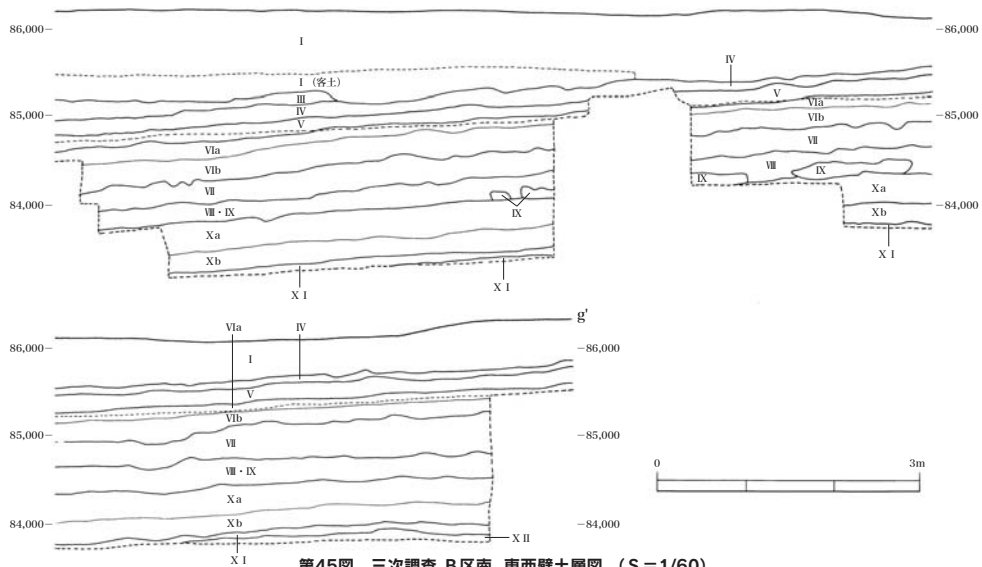 86,000
85,000
84,000
I
I (客土)
III
IV
V
VIa
VIb
VII
VIII・IX
Xa
Xb
XI
XI
IX
86,000
85,000
84,000
IV
V
VIa
VIb
VII
VIII
IX
IX
Xa
Xb
XI
g'
86,000
85,000
84,000
VIa
IV
I
V
VIb
VII
VIII・IX
Xa
Xb
XI
XII
86,000
85,000
84,000
0 3m
第45図 三次調査 B区南 東西壁土層図 (S=1/60)